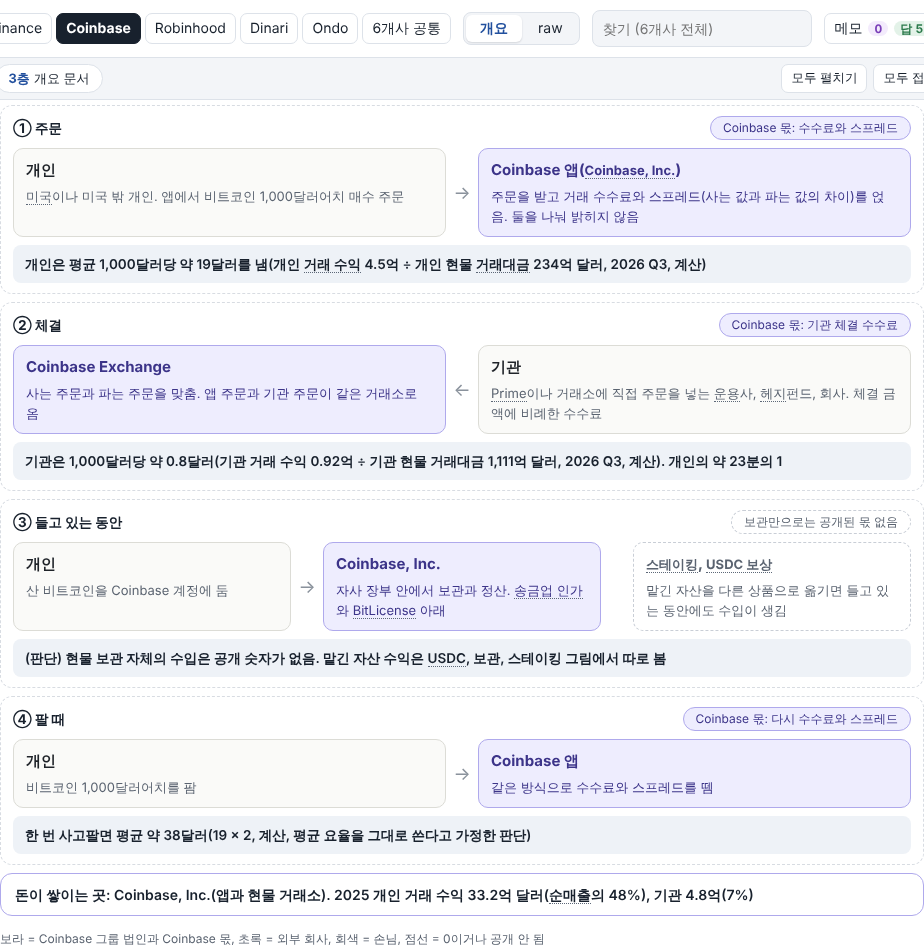 inance Coinbase Robinhood Dinari Ondo 6개사 공통 개요 raw 찾기 (6개사 전체) 메모 0 답 5
3층 개요 문서 모두 펼치기 모두 접
① 주문 Coinbase 몫: 수수료와 스프레드
개인
미국이나 미국 밖 개인. 앱에서 비트코인 1,000달러어치 매수 주문
→
Coinbase 앱(Coinbase, Inc.)
주문을 받고 거래 수수료와 스프레드(사는 값과 파는 값의 차이)를 얹
음. 둘을 나눠 밝히지 않음
개인은 평균 1,000달러당 약 19달러를 냄(개인 거래 수익 4.5억 ÷ 개인 현물 거래대금 234억 달러, 2026 Q3, 계산)
② 체결 Coinbase 몫: 기관 체결 수수료
Coinbase Exchange
사는 주문과 파는 주문을 맞춤. 앱 주문과 기관 주문이 같은 거래소로
옴
←
기관
Prime이나 거래소에 직접 주문을 넣는 운용사, 헤지펀드, 회사. 체결 금
액에 비례한 수수료
기관은 1,000달러당 약 0.8달러(기관 거래 수익 0.92억 ÷ 기관 현물 거래대금 1,111억 달러, 2026 Q3, 계산). 개인의 약 23분의 1
③ 들고 있는 동안 보관만으로는 공개된 몫 없음
개인
산 비트코인을 Coinbase 계정에 둠
→
Coinbase, Inc.
자사 장부 안에서 보관과 정산. 송금업 인가
와 BitLicense 아래
스테이킹, USDC 보상
맡긴 자산을 다른 상품으로 옮기면 들고 있
는 동안에도 수입이 생김
(판단) 현물 보관 자체의 수입은 공개 숫자가 없음. 맡긴 자산 수익은 USDC, 보관, 스테이킹 그림에서 따로 봄
④ 팔 때 Coinbase 몫: 다시 수수료와 스프레드
개인
비트코인 1,000달러어치를 팜
→
Coinbase 앱
같은 방식으로 수수료와 스프레드를 뗌
한 번 사고팔면 평균 약 38달러(19 × 2, 계산, 평균 요율을 그대로 쓴다고 가정한 판단)
돈이 쌓이는 곳: Coinbase, Inc.(앱과 현물 거래소). 2025 개인 거래 수익 33.2억 달러(순매출의 48%), 기관 4.8억(7%)
보라 = Coinbase 그룹 법인과 Coinbase 몫, 초록 = 외부 회사, 회색 = 손님, 점선 = 0이거나 공개 안 됨